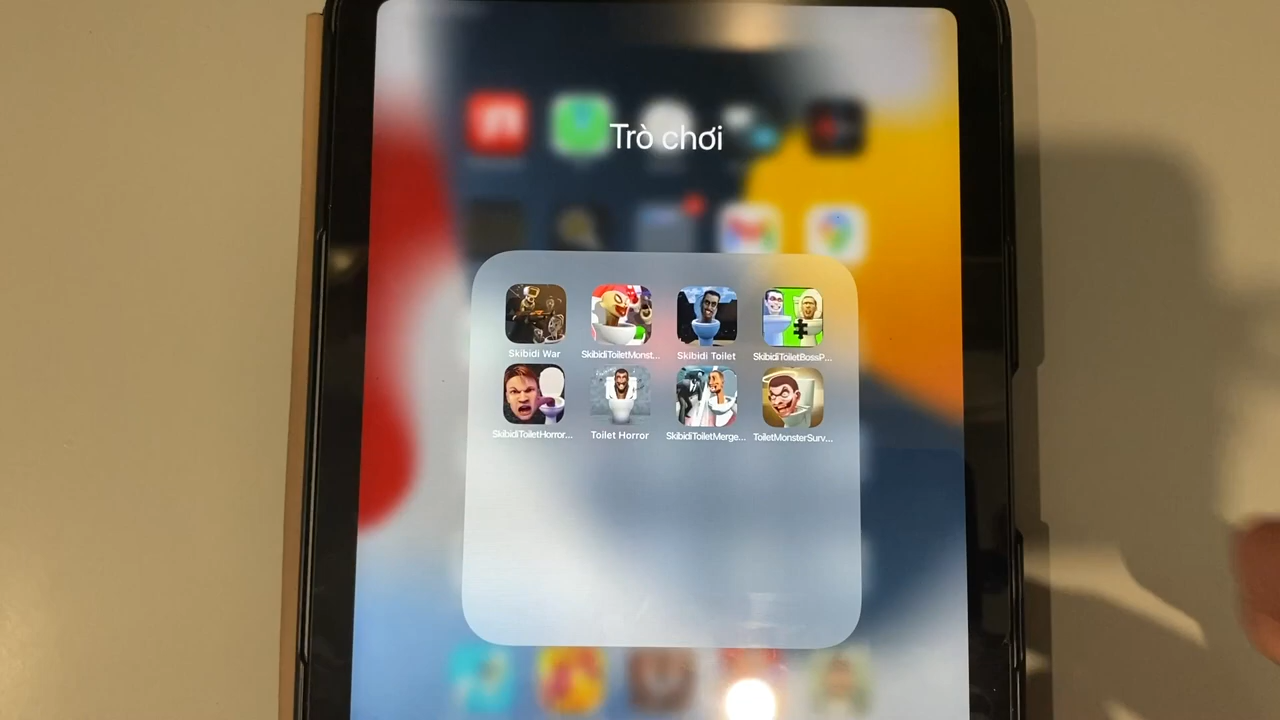 Trò chơi
Skibidi War
SkibidiToiletMonst...
Skibidi Toilet
SkibidiToiletBossP...
SkibidiToiletHorror...
Toilet Horror
SkibidiToiletMerge...
ToiletMonsterSurv...